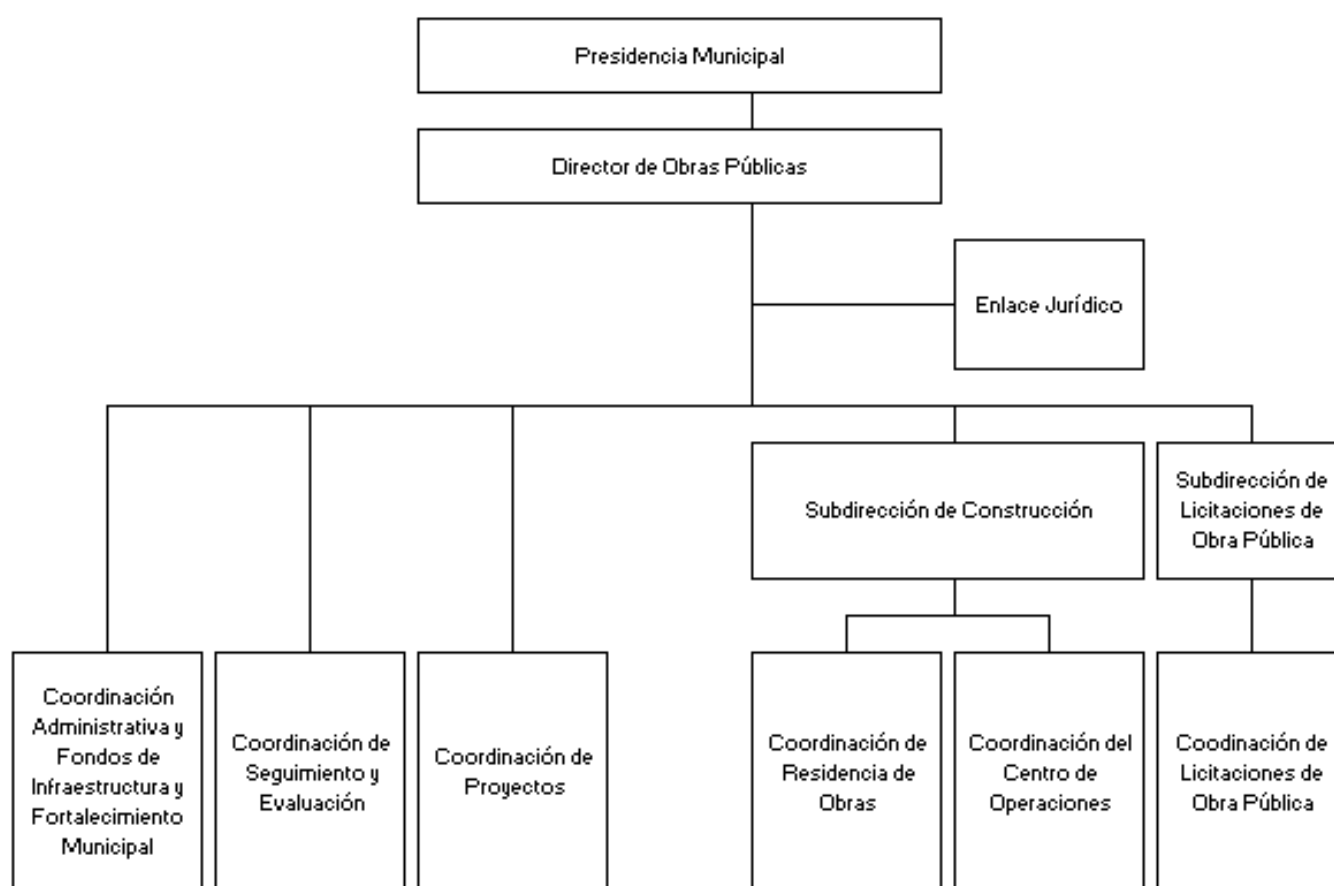 Presidencia Municipal
Director de Obras Públicas
Enlace Jurídico
Subdirección de Construcción
Subdirección de
Licitaciones de
Obra Pública
Coordinación
Administrativa y
Fondos de
Infraestructura y
Fortalecimiento
Municipal
Coordinación de
Seguimiento y
Evaluación
Coordinación de
Proyectos
Coordinación de
Residencia de
Obras
Coordinación del
Centro de
Operaciones
Coodinación de
Licitaciones de
Obra Pública